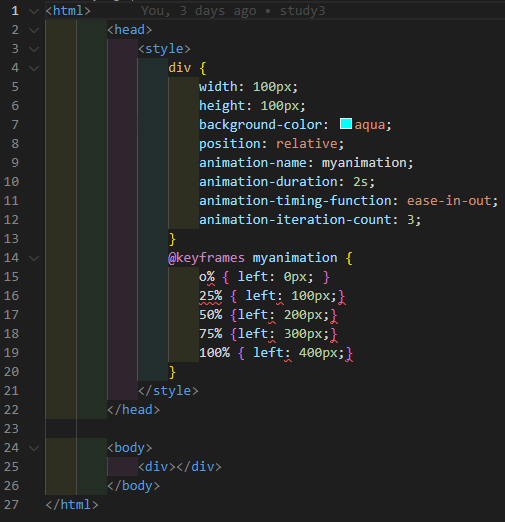 1 <html> You, 3 days ago • study3
2 <head>
3 <style>
4 div {
5 width: 100px;
6 height: 100px;
7 background-color: aqua;
8 position: relative;
9 animation-name: myanimation;
10 animation-duration: 2s;
11 animation-timing-function: ease-in-out;
12 animation-iteration-count: 3;
13 }
14 @keyframes myanimation {
15 o% { left: 0px; }
16 25% { left: 100px;}
17 50% {left: 200px;}
18 75% {left: 300px;}
19 100% { left: 400px;}
20 }
21 </style>
22 </head>
23
24 <body>
25 <div></div>
26 </body>
27 </html>